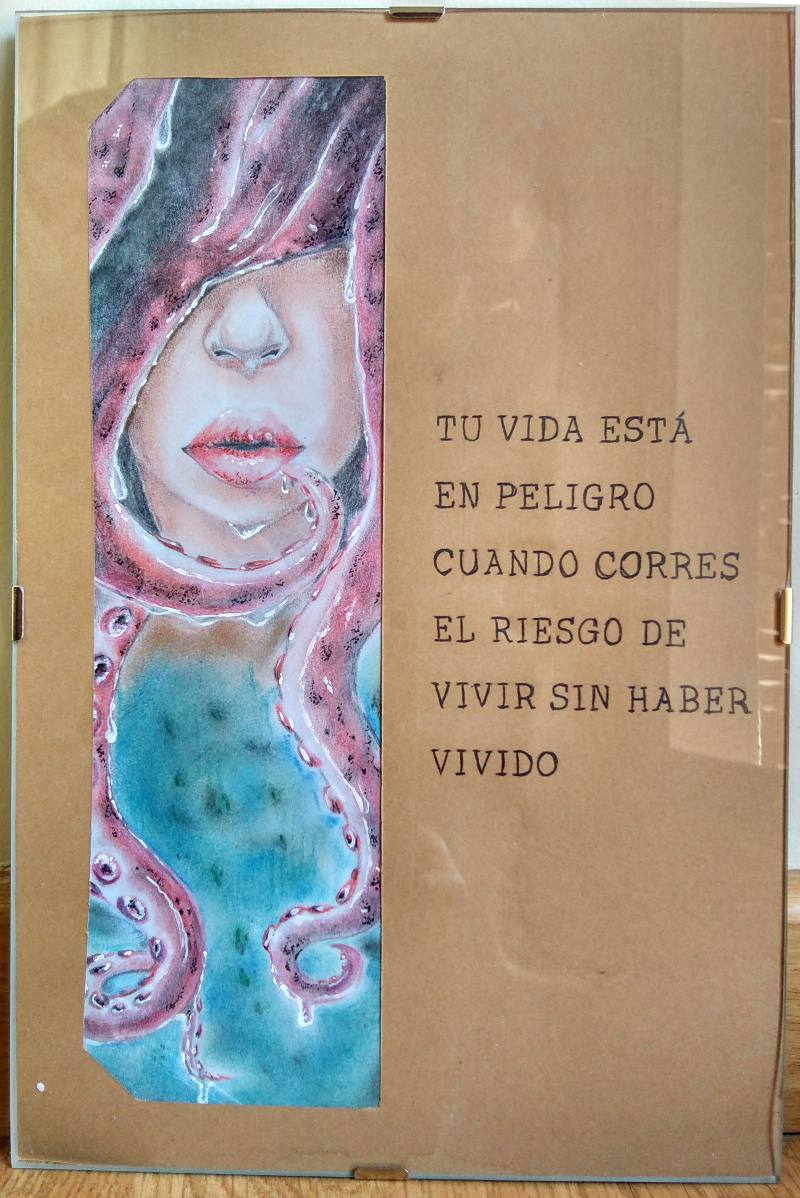 TU VIDA ESTÁ
EN PELIGRO
CUANDO CORRES
EL RIESGO DE
VIVIR SIN HABER
VIVIDO